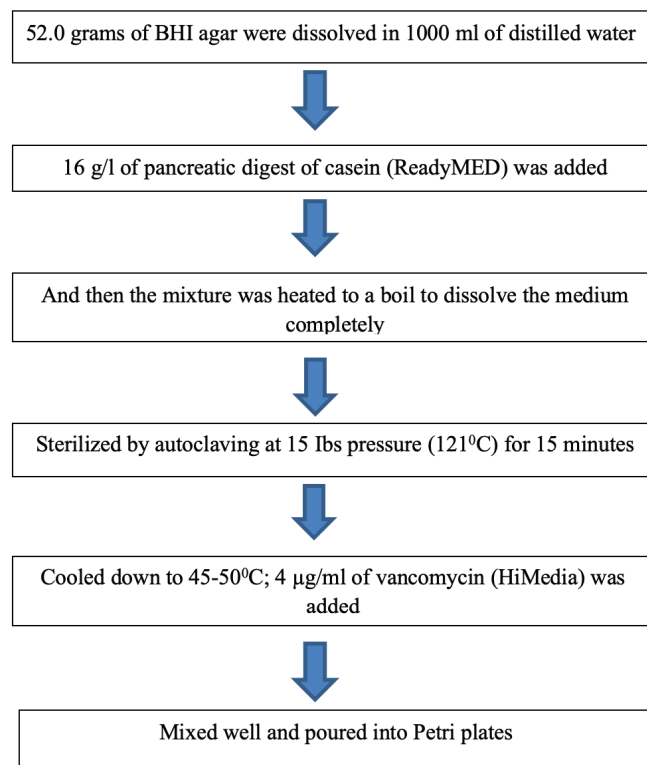 52.0 grams of BHI agar were dissolved in 1000 ml of distilled water
16 g/l of pancreatic digest of casein (ReadyMED) was added
And then the mixture was heated to a boil to dissolve the medium
completely
Sterilized by autoclaving at 15 Ibs pressure (121⁰C) for 15 minutes
Cooled down to 45-50⁰C; 4 µg/ml of vancomycin (HiMedia) was
added
Mixed well and poured into Petri plates